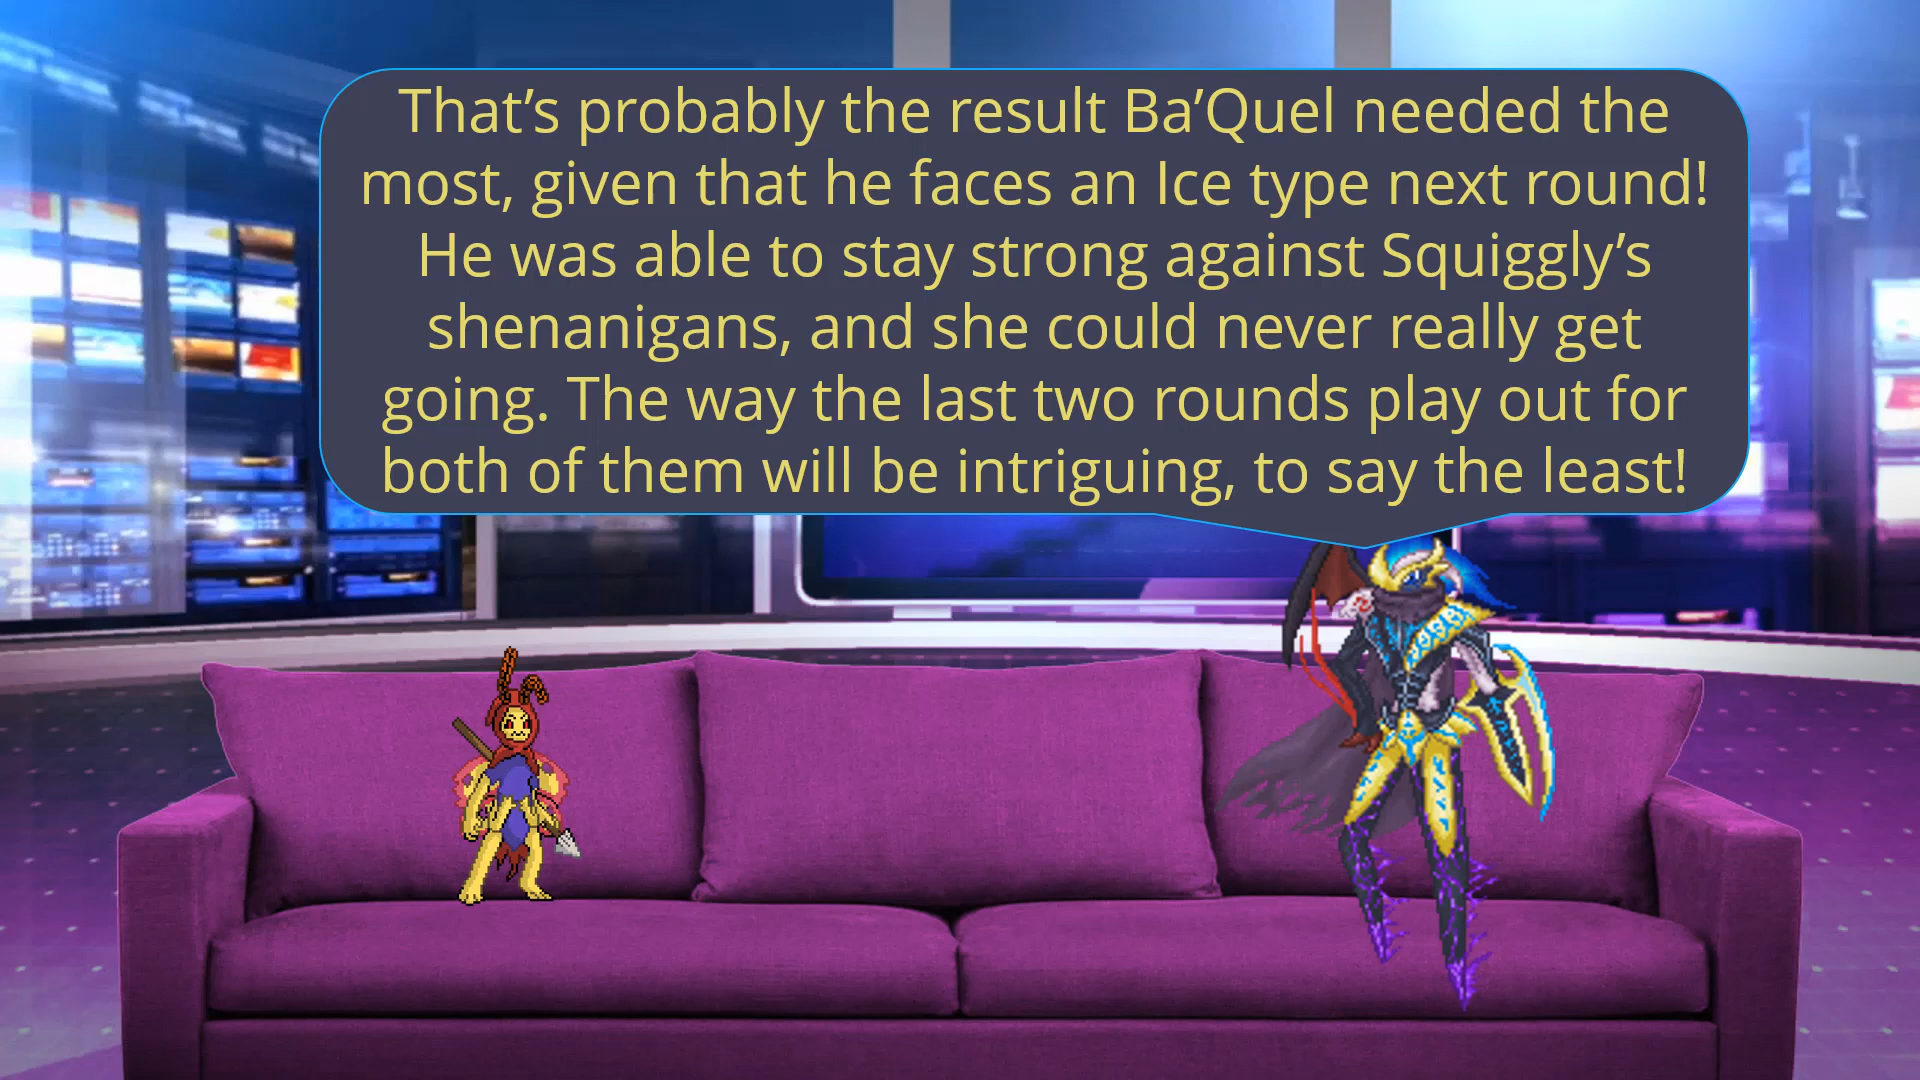 That’s probably the result Ba’Quel needed the
most, given that he faces an Ice type next round!
He was able to stay strong against Squiggly’s
shenanigans, and she could never really get
going. The way the last two rounds play out for
both of them will be intriguing, to say the least!